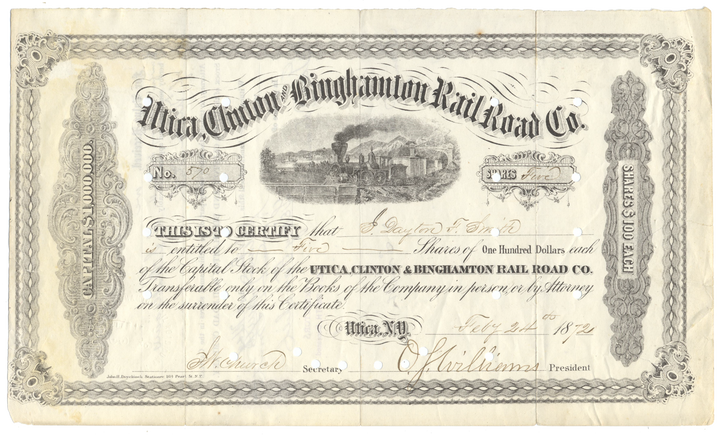 Utica, Clinton and Binghamton Rail Road Co.
No. 570
SHARES Five
CAPITAL $1,000,000.
SHARES $100 EACH
THIS IS TO CERTIFY that J Dayton F. Smith
is entitled to Five Shares of One Hundred Dollars each
of the Capital Stock of the UTICA, CLINTON & BINGHAMTON RAIL ROAD CO.
Transferable only on the Books of the Company in person, or by Attorney
on the surrender of this Certificate.
Utica, N.Y. Feby 24 1872
Church Secretary O S Williams President